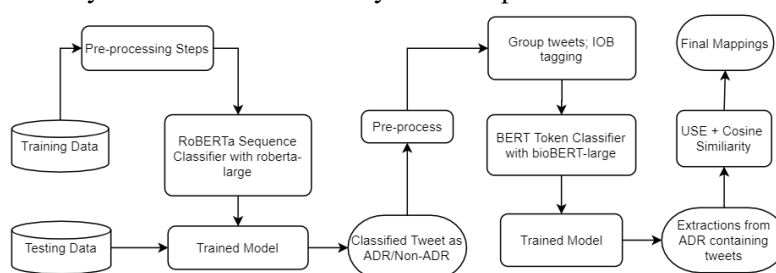 Pre-processing Steps
Training Data
RoBERTa Sequence
Classifier with roberta-
large
Testing Data
Trained Model
Pre-process
Classified Tweet as
ADR/Non-ADR
Group tweets; IOB
tagging
BERT Token Classifier
with bioBERT-large
Trained Model
Final Mappings
USE + Cosine
Similiarity
Extractions from
ADR containing
tweets